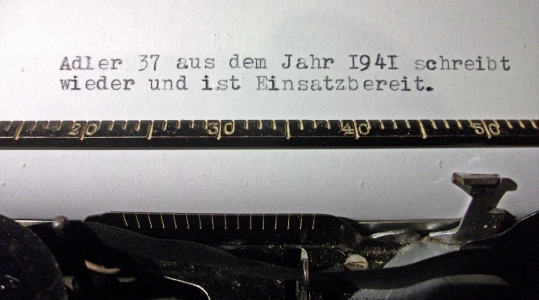 Adler 37 aus dem Jahr I94I schreibt
wieder und ist Einsatzbereit.
20 30 40 50